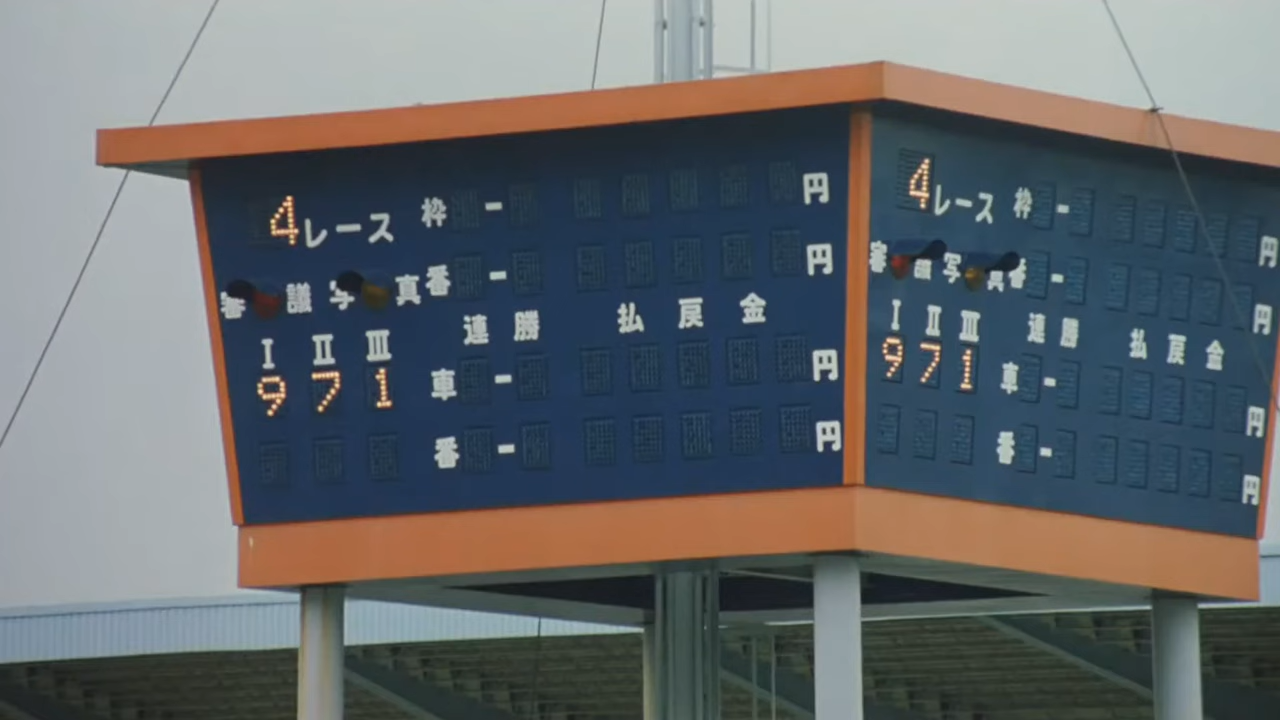 4レース 枠 - 円
審議 写真 番 - 円
連勝 払戻金
I II III
9 7 1 車 - 円
番 - 円
4レース 枠 - 円
審議 写真 番 - 円
I II III 連勝 払戻金
9 7 1 車 - 円
番 - 円